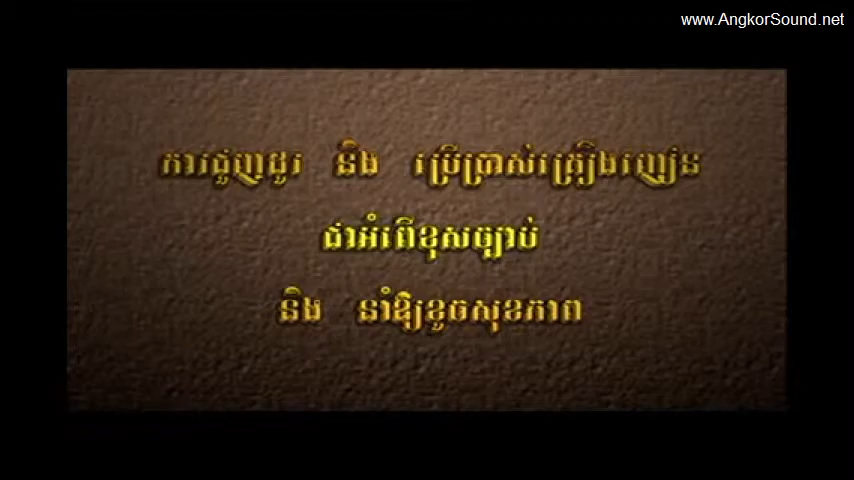 www.AngkorSound.net
ការជួញដូរ និង ប្រើប្រាស់គ្រឿងញៀន
ជាអំពើខុសច្បាប់
និង នាំឱ្យខូចសុខភាព